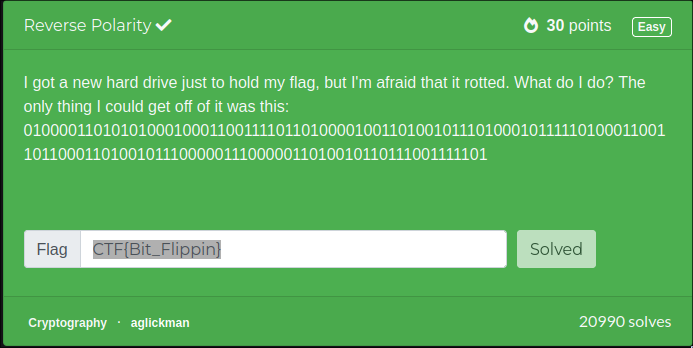 Reverse Polarity ✔ 30 points Easy
I got a new hard drive just to hold my flag, but I'm afraid that it rotted. What do I do? The
only thing I could get off of it was this:
01000011010101000100011001111011010000100110100101110100010111110100011001
101100011010010111000001110000011010010110111001111101
Flag CTF{Bit_Flippin} Solved
Cryptography · aglickman 20990 solves